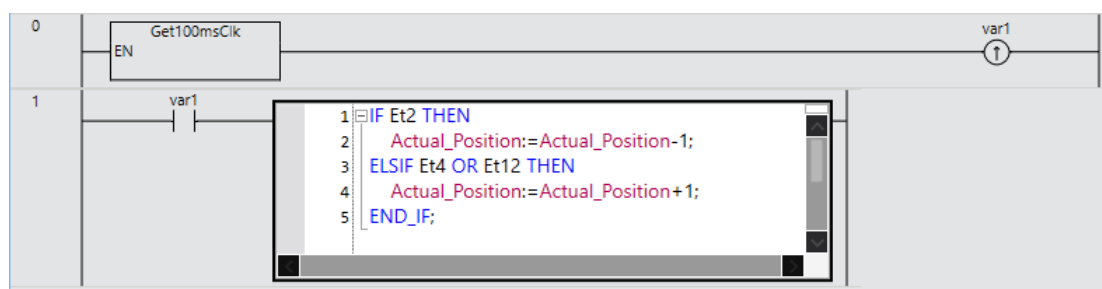 0
Get100msClk
EN
var1
1
var1
1 IF Et2 THEN
2 Actual_Position:=Actual_Position-1;
3 ELSIF Et4 OR Et12 THEN
4 Actual_Position:=Actual_Position+1;
5 END_IF;